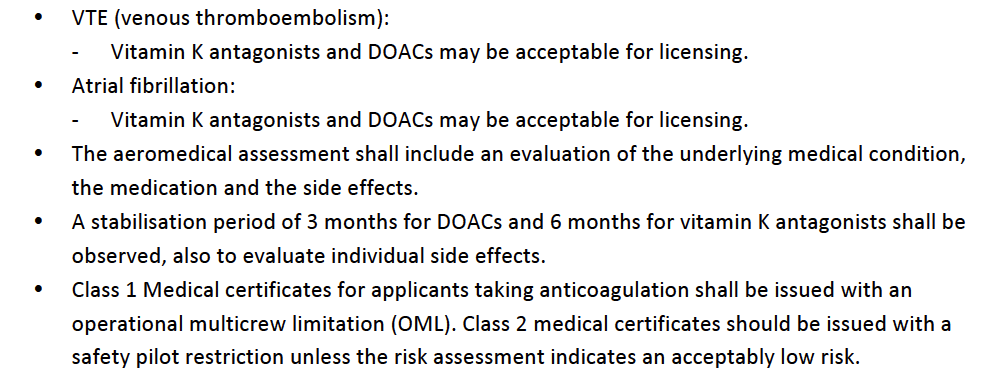 • VTE (venous thromboembolism):
- Vitamin K antagonists and DOACs may be acceptable for licensing.
• Atrial fibrillation:
- Vitamin K antagonists and DOACs may be acceptable for licensing.
• The aeromedical assessment shall include an evaluation of the underlying medical condition,
the medication and the side effects.
• A stabilisation period of 3 months for DOACs and 6 months for vitamin K antagonists shall be
observed, also to evaluate individual side effects.
• Class 1 Medical certificates for applicants taking anticoagulation shall be issued with an
operational multicrew limitation (OML). Class 2 medical certificates should be issued with a
safety pilot restriction unless the risk assessment indicates an acceptably low risk.